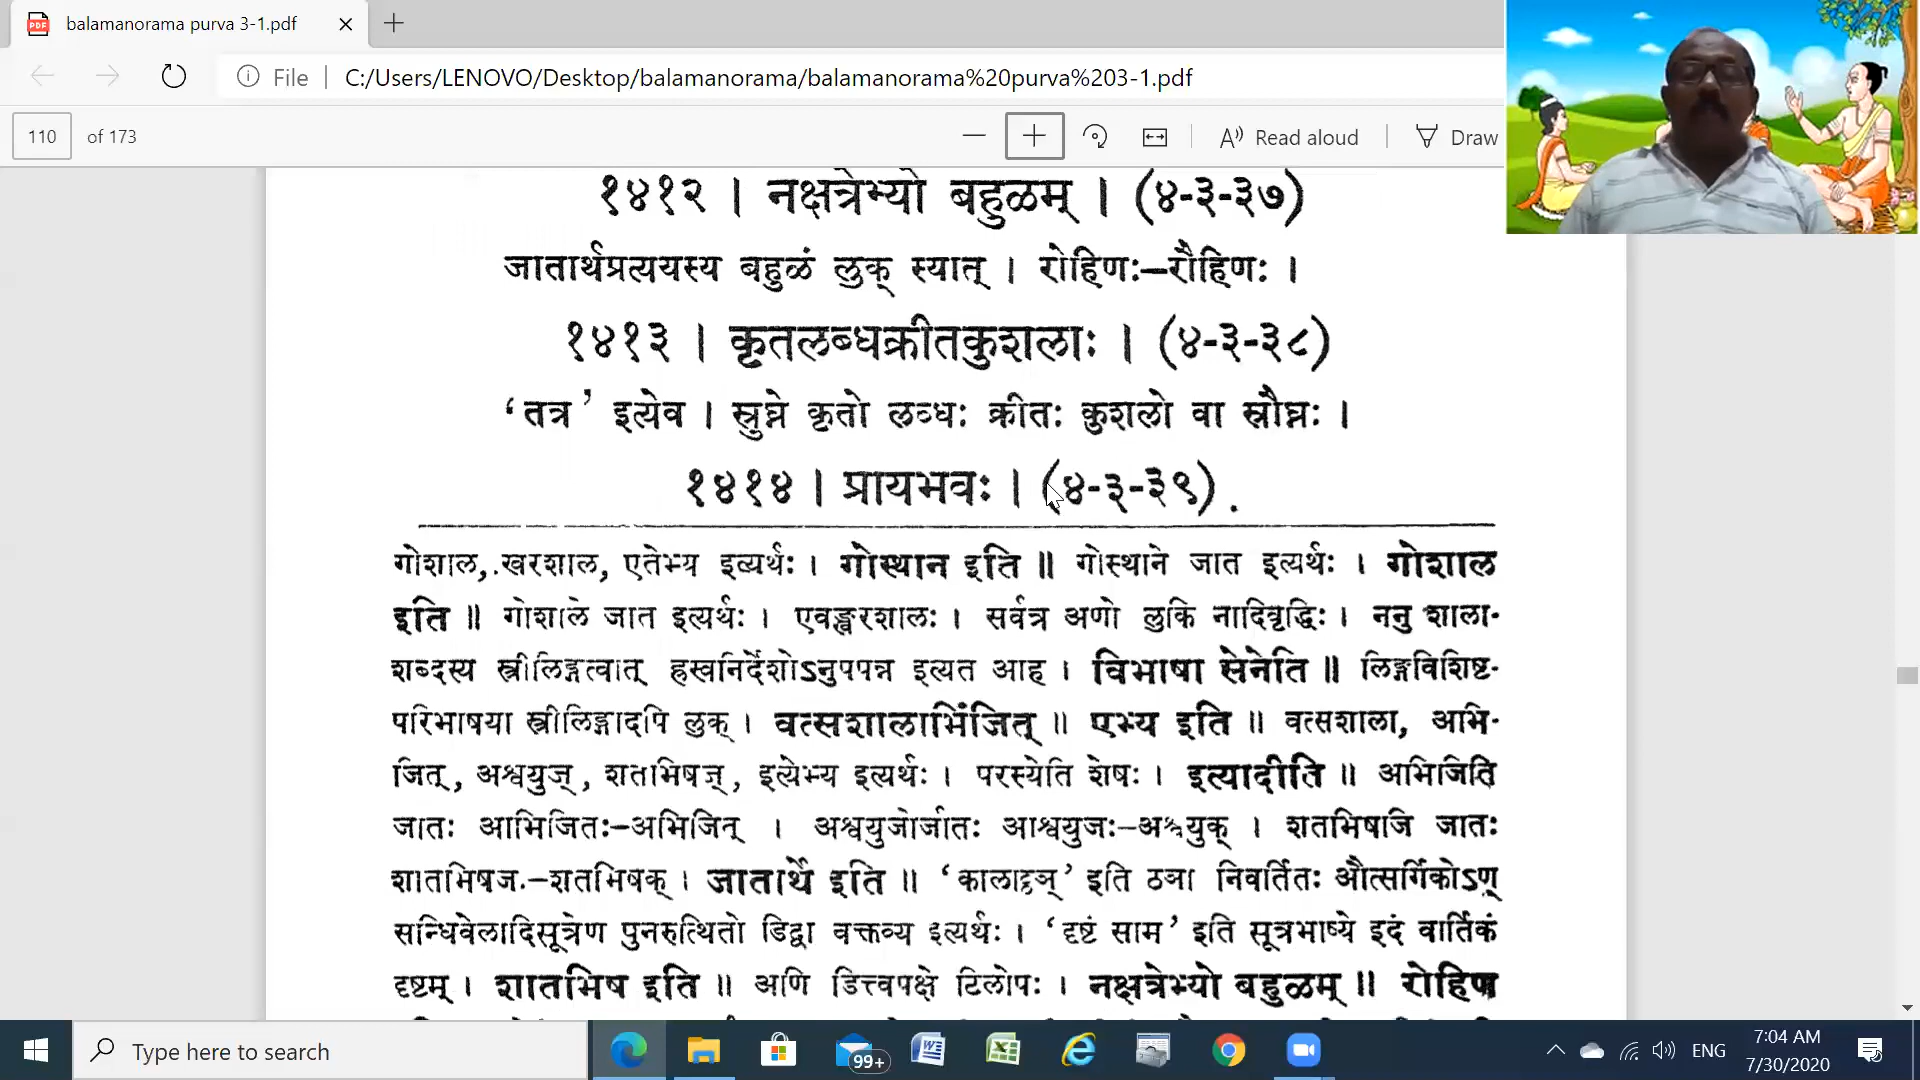 balamanorama purva 3-1.pdf
File | C:/Users/LENOVO/Desktop/balamanorama/balamanorama%20purva%203-1.pdf
110 of 173
Read aloud
Draw
१४१२ । नक्षत्रेभ्यो बहुळम् । (४-३-३७)
जातार्थप्रत्ययस्य बहुळं लुक् स्यात् । रोहिणः–रौहिणः ।
१४१३ । कृतलब्धक्रीतकुशलाः । (४-३-३८)
‘तत्र’ इत्येव । स्रुघ्ने कृतो लब्धः क्रीतः कुशलो वा स्रौघ्नः ।
१४१४ । प्रायभवः । (४-३-३९) .
गोशाल, खरशाल, एतेभ्य इत्यर्थः । गोस्थान इति ॥ गोस्थाने जात इत्यर्थः । गोशाल
इति ॥ गोशाले जात इत्यर्थः । एवङ्खरशालः । सर्वत्र अणो लुकि नादिवृद्धिः । ननु शाला-
शब्दस्य स्त्रीलिङ्गत्वात् ह्रस्वनिर्देशोऽनुपपन्न इत्यत आह । विभाषा सेनेति ॥ लिङ्गविशिष्ट-
परिभाषया स्त्रीलिङ्गादपि लुक् । वत्सशालाभिजित् ॥ एभ्य इति ॥ वत्सशाला, अभि-
जित्, अश्वयुज्, शतभिषज्, इत्येभ्य इत्यर्थः । परस्येति शेषः । इत्यादीति ॥ अभिजिति
जातः आभिजितः–अभिजित् । अश्वयुजोर्जातः आश्वयुजः–अश्वयुक् । शतभिषजि जातः
शातभिषजः–शतभिषक् । जातार्थे इति ॥ ‘कालाट्ठञ्’ इति ठञा निवर्तितः औत्सर्गिकोऽण्
सन्धिवेलादिसूत्रेण पुनरुत्थितो डिद्वा वक्तव्य इत्यर्थः । ‘दृष्टं साम’ इति सूत्रभाष्ये इदं वार्तिकं
दृष्टम् । शातभिष इति ॥ अणि डित्त्वपक्षे टिलोपः । नक्षत्रेभ्यो बहुळम् ॥ रोहिण
Type here to search
99+
ENG
7:04 AM
7/30/2020